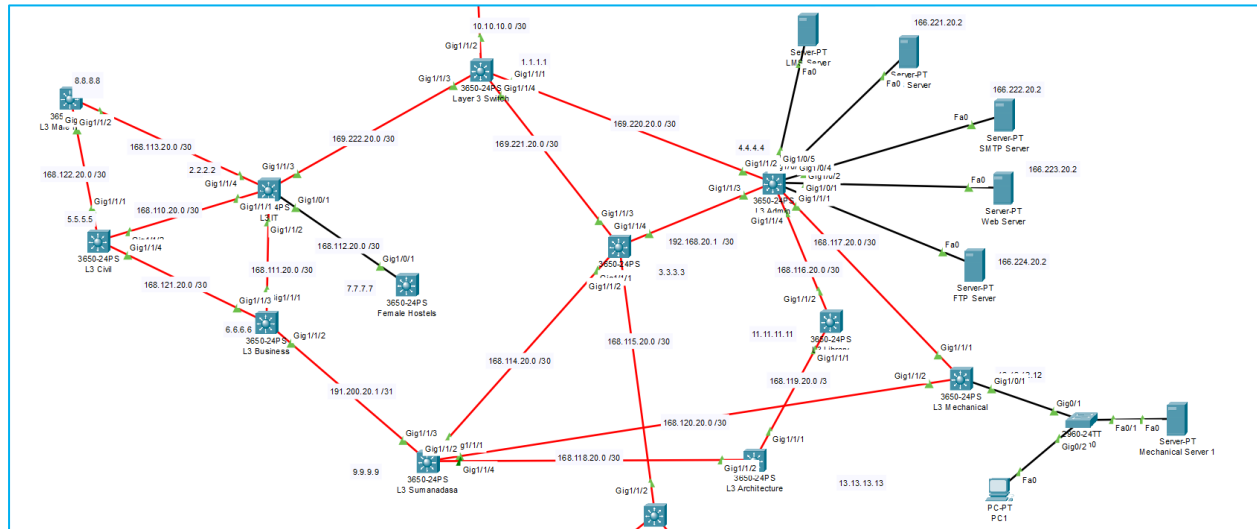 10.10.10.0 /30
Gig1/1/2
1.1.1.1
Gig1/1/1
Gig1/1/3
Gig1/1/4
3650-24PS
Layer 3 Switch
Server-PT
Fa0
166.221.20.2
Server-PT
Server
Fa0
8.8.8.8
Gig1/1/2
168.113.20.0 /30
169.222.20.0 /30
169.220.20.0 /30
169.221.20.0 /30
166.222.20.2
Fa0
Server-PT
SMTP Server
4.4.4.4
Gig1/1/2
Gig1/0/5
Gig1/0/4
Gig1/0/1
Gig1/1/1
Gig1/1/3
Gig1/1/4
3650-24PS
L3 Admin
166.223.20.2
Fa0
Server-PT
Web Server
168.122.20.0 /30
2.2.2.2
Gig1/1/3
Gig1/1/4
Gig1/0/1
Gig1/1/2
Gig1/1/1
5.5.5.5
168.110.20.0 /30
Gig1/1/4
3650-24PS
L3 Civil
168.112.20.0 /30
Gig1/0/1
7.7.7.7
3650-24PS
Female Hostels
Gig1/1/3
Gig1/1/4
192.168.20.1 /30
3.3.3.3
Gig1/1/2
168.117.20.0 /30
168.116.20.0 /30
Fa0
166.224.20.2
Server-PT
FTP Server
168.111.20.0 /30
168.121.20.0 /30
Gig1/1/3
6.6.6.6
Gig1/1/2
3650-24PS
L3 Business
Gig1/1/2
11.11.11.11
3650-24PS
L3 Library
Gig1/1/1
168.115.20.0 /30
168.114.20.0 /30
168.119.20.0 /3
Gig1/1/1
Gig1/1/2
Gig1/0/1
3650-24PS
L3 Mechanical
191.200.20.1 /31
168.120.20.0 /30
Gig0/1
Fa0/1
Fa0
Gig0/2
Server-PT
Mechanical Server 1
Gig1/1/3
Gig1/1/2
Gig1/1/4
9.9.9.9
3650-24PS
L3 Sumanadasa
168.118.20.0 /30
Gig1/1/1
Gig1/1/2
3650-24PS
L3 Architecture
13.13.13.13
Fa0
PC-PT
PC1
Gig1/1/2
3650-24PS